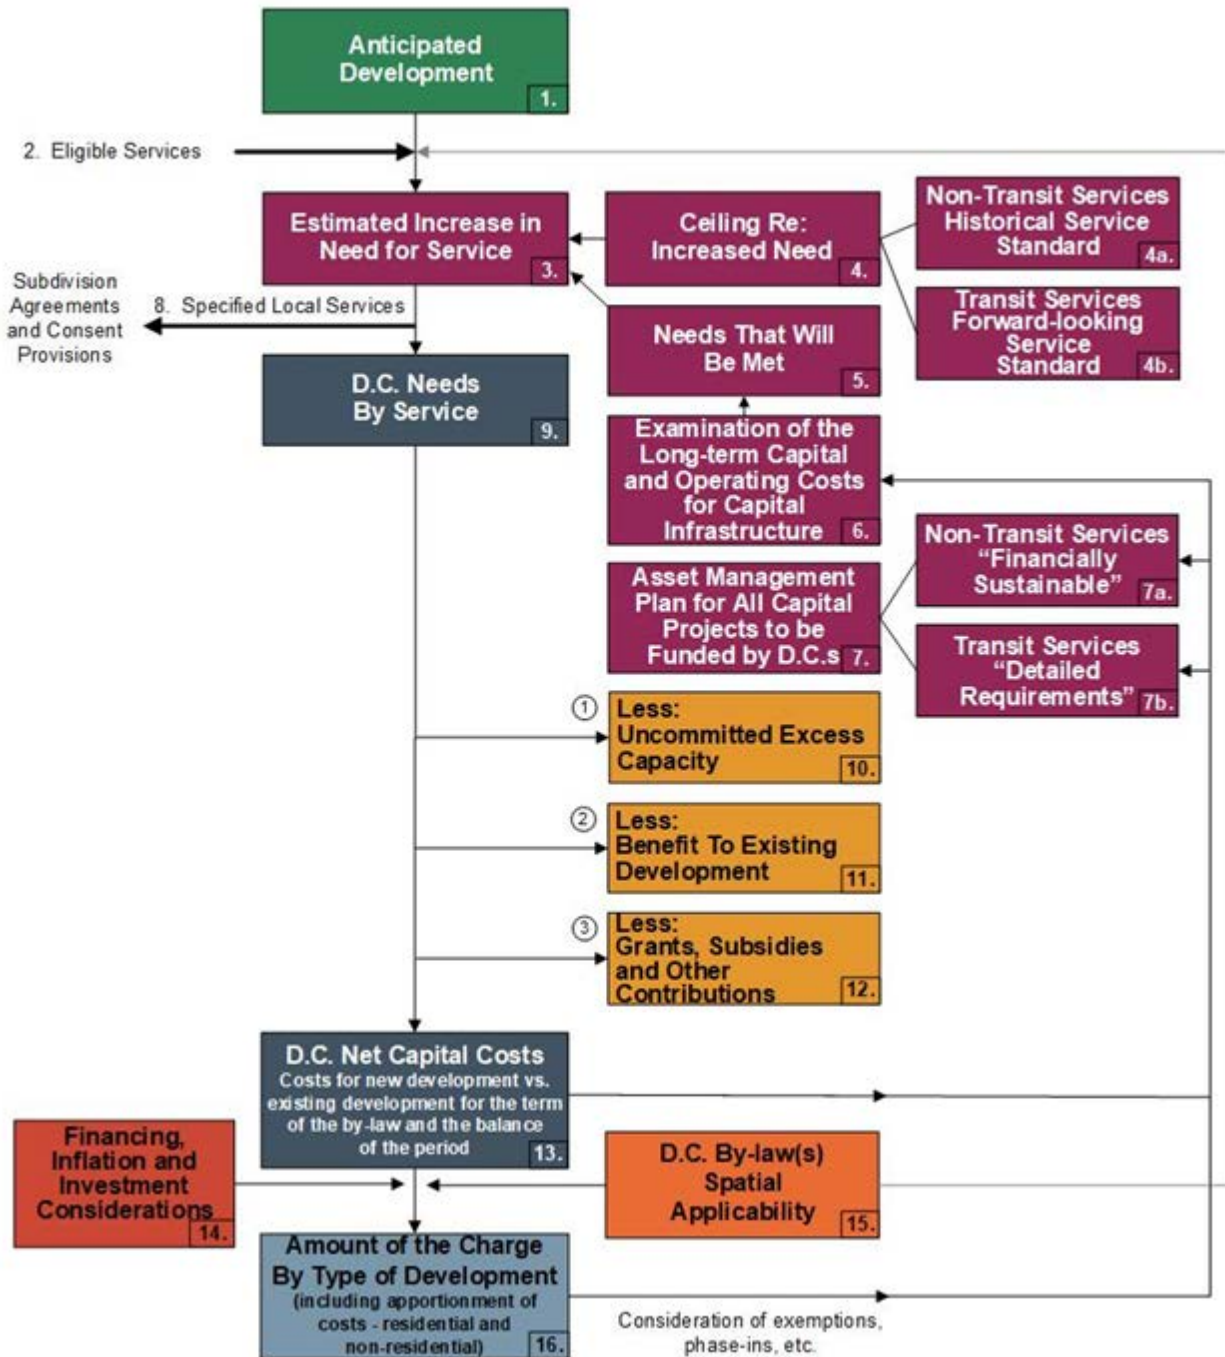 Anticipated
Development
1.
2. Eligible Services
Estimated Increase in
Need for Service
3.
Ceiling Re:
Increased Need
4.
Non-Transit Services
Historical Service
Standard
4a.
Transit Services
Forward-looking
Service
Standard
4b.
Subdivision
Agreements
and Consent
Provisions
8. Specified Local Services
Needs That Will
Be Met
5.
D.C. Needs
By Service
9.
Examination of the
Long-term Capital
and Operating Costs
for Capital
Infrastructure
6.
Asset Management
Plan for All Capital
Projects to be
Funded by D.C.s
7.
Non-Transit Services
“Financially
Sustainable”
7a.
Transit Services
“Detailed
Requirements”
7b.
1
Less:
Uncommitted Excess
Capacity
10.
2
Less:
Benefit To Existing
Development
11.
3
Less:
Grants, Subsidies
and Other
Contributions
12.
D.C. Net Capital Costs
Costs for new development vs.
existing development for the term
of the by-law and the balance
of the period
13.
Financing,
Inflation and
Investment
Considerations
14.
D.C. By-law(s)
Spatial
Applicability
15.
Amount of the Charge
By Type of Development
(including apportionment of
costs - residential and
non-residential)
16.
Consideration of exemptions,
phase-ins, etc.